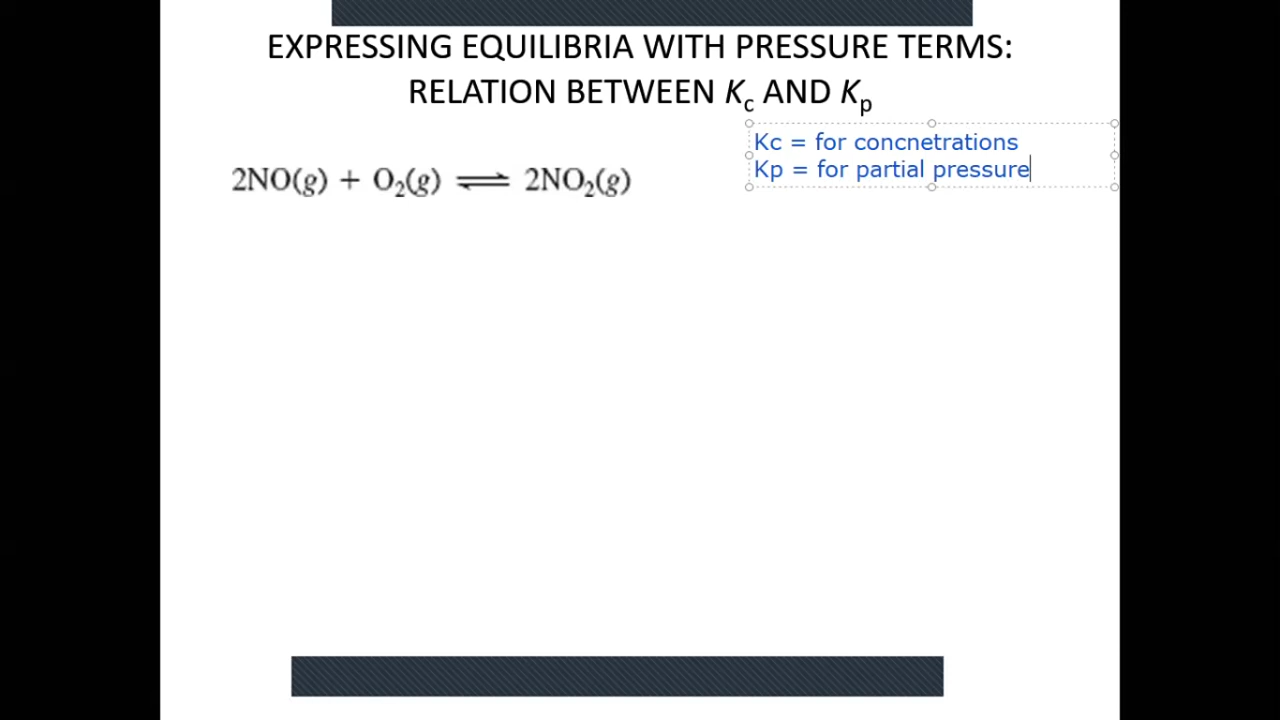 EXPRESSING EQUILIBRIA WITH PRESSURE TERMS:
RELATION BETWEEN Kc AND Kp
Kc = for concnetrations
Kp = for partial pressure
2NO(g) + O₂(g) ⇌ 2NO₂(g)